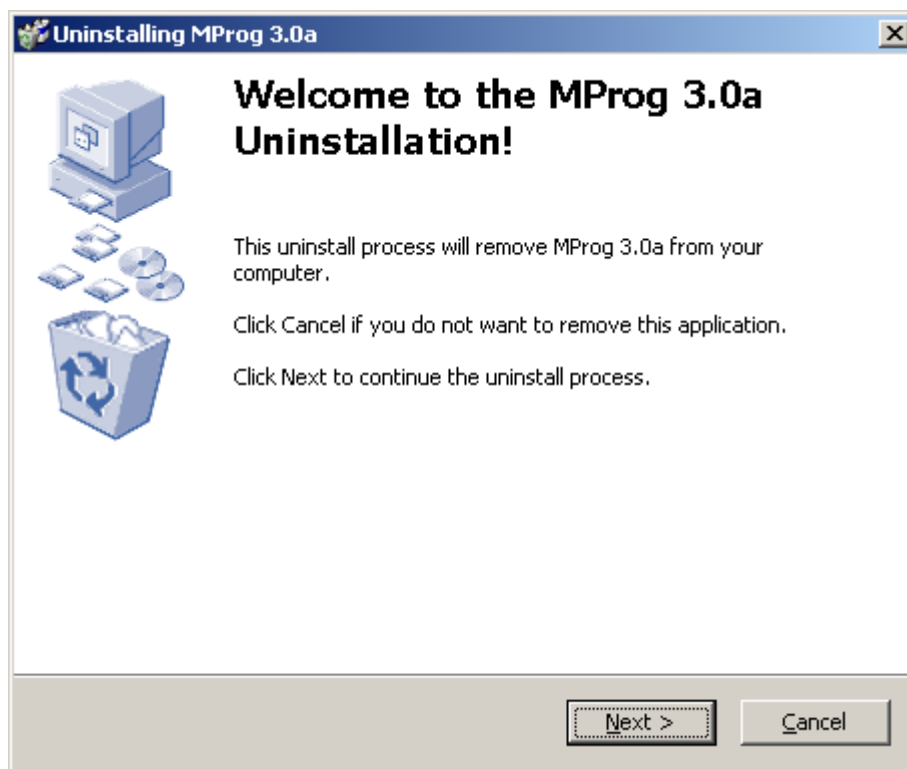 Uninstalling MProg 3.0a
Welcome to the MProg 3.0a
Uninstallation!
This uninstall process will remove MProg 3.0a from your
computer.
Click Cancel if you do not want to remove this application.
Click Next to continue the uninstall process.
Next >
Cancel